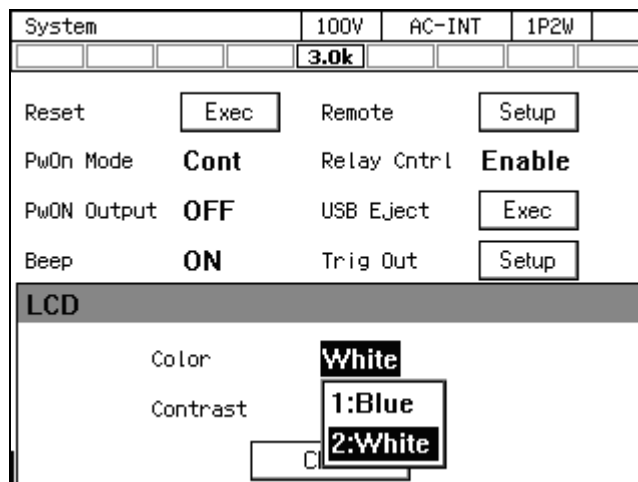 System 100V AC-INT 1P2W
3.0k
Reset Exec Remote Setup
PwOn Mode Cont Relay Cntrl Enable
PwON Output OFF USB Eject Exec
Beep ON Trig Out Setup
LCD
Color White
Contrast 1:Blue
2:White